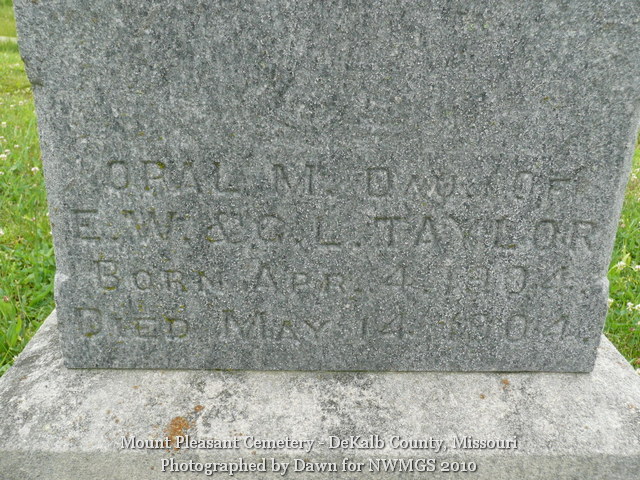 OPAL M. DAU. OF
E. W. & G. L. TAYLOR
BORN APR. 4. 1904.
DIED MAY 14. 1904.
Mount Pleasant Cemetery - DeKalb County, Missouri
Photographed by Dawn for NWMGS 2010